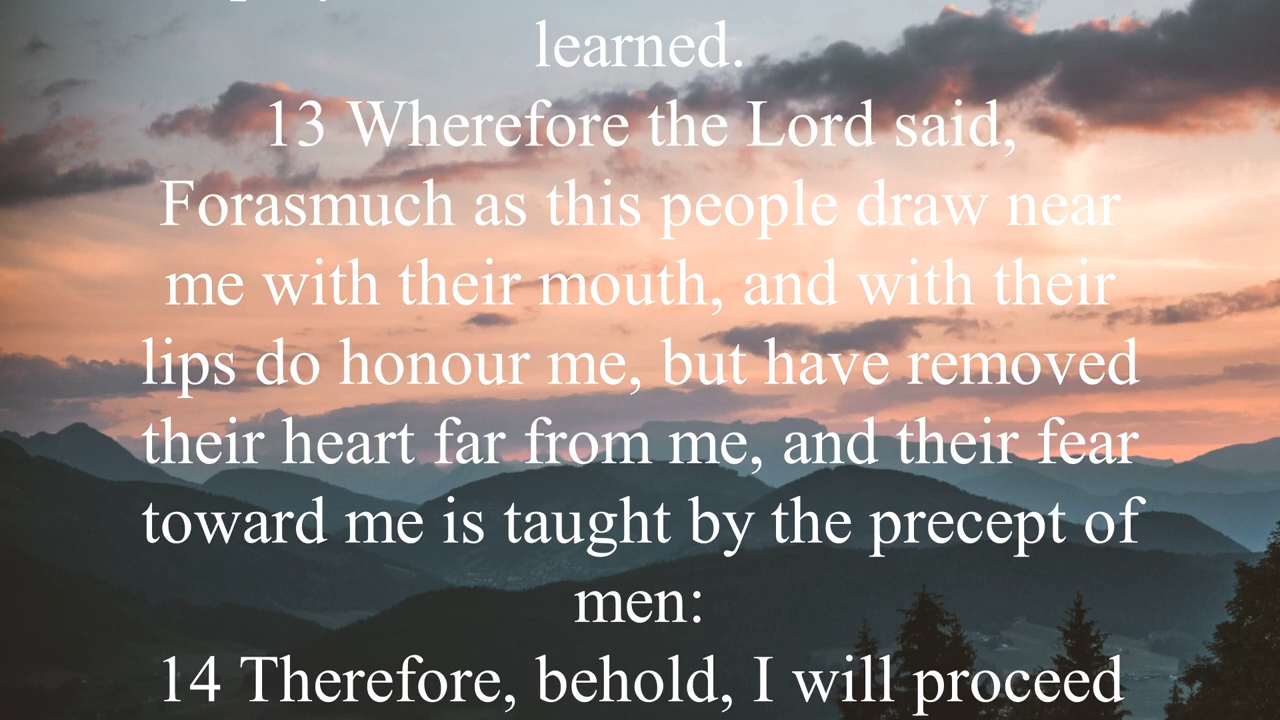 learned.
13 Wherefore the Lord said,
Forasmuch as this people draw near
me with their mouth, and with their
lips do honour me, but have removed
their heart far from me, and their fear
toward me is taught by the precept of
men:
14 Therefore, behold, I will proceed